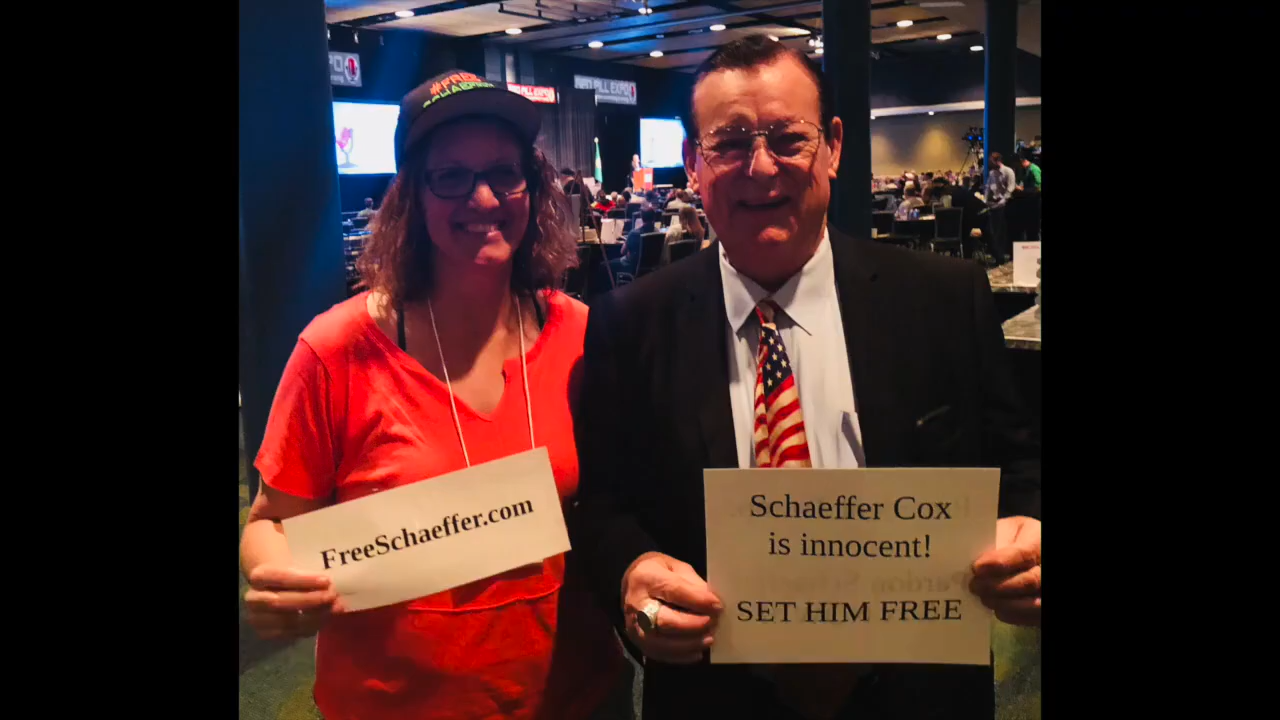 #FREE
SCHAEFFER
RED PILL EXPO
FreeSchaeffer.com
Schaeffer Cox
is innocent!
SET HIM FREE